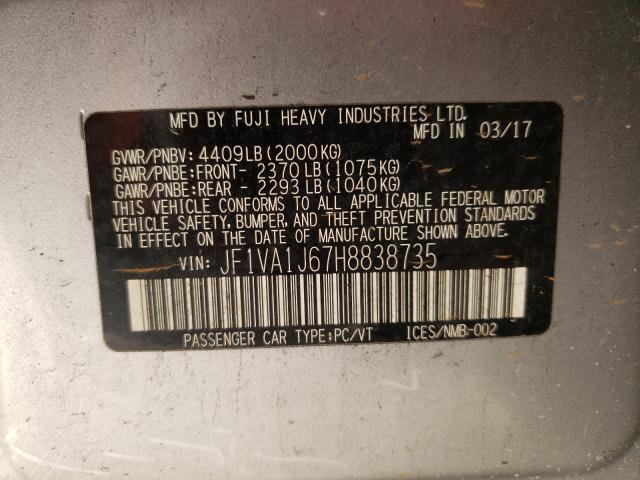 MFD BY FUJI HEAVY INDUSTRIES LTD.
MFD IN 03/17
GVWR/PNBV: 4409LB(2000KG)
GAWR/PNBE:FRONT- 2370LB(1075KG)
GAWR/PNBE:REAR - 2293LB(1040KG)
THIS VEHICLE CONFORMS TO ALL APPLICABLE FEDERAL MOTOR
VEHICLE SAFETY, BUMPER, AND THEFT PREVENTION STANDARDS
IN EFFECT ON THE DATE OF MANUFACTURE SHOWN ABOVE.
VIN: JF1VA1J67H8838735
PASSENGER CAR TYPE:PC/VT ICES/NMB-002